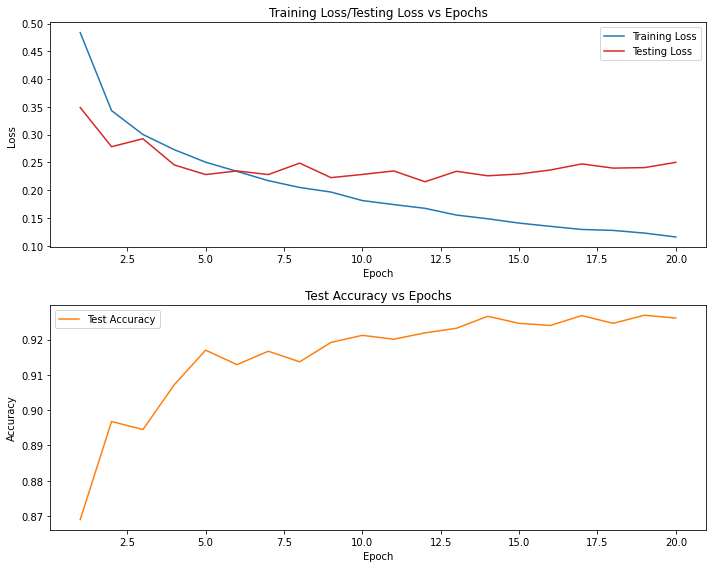 Training Loss/Testing Loss vs Epochs
0.50
0.45
0.40
0.35
0.30
0.25
0.20
0.15
0.10
Loss
Training Loss
Testing Loss
2.5 5.0 7.5 10.0 12.5 15.0 17.5 20.0
Epoch
Test Accuracy vs Epochs
Test Accuracy
0.92
0.91
0.90
0.89
0.88
0.87
Accuracy
2.5 5.0 7.5 10.0 12.5 15.0 17.5 20.0
Epoch